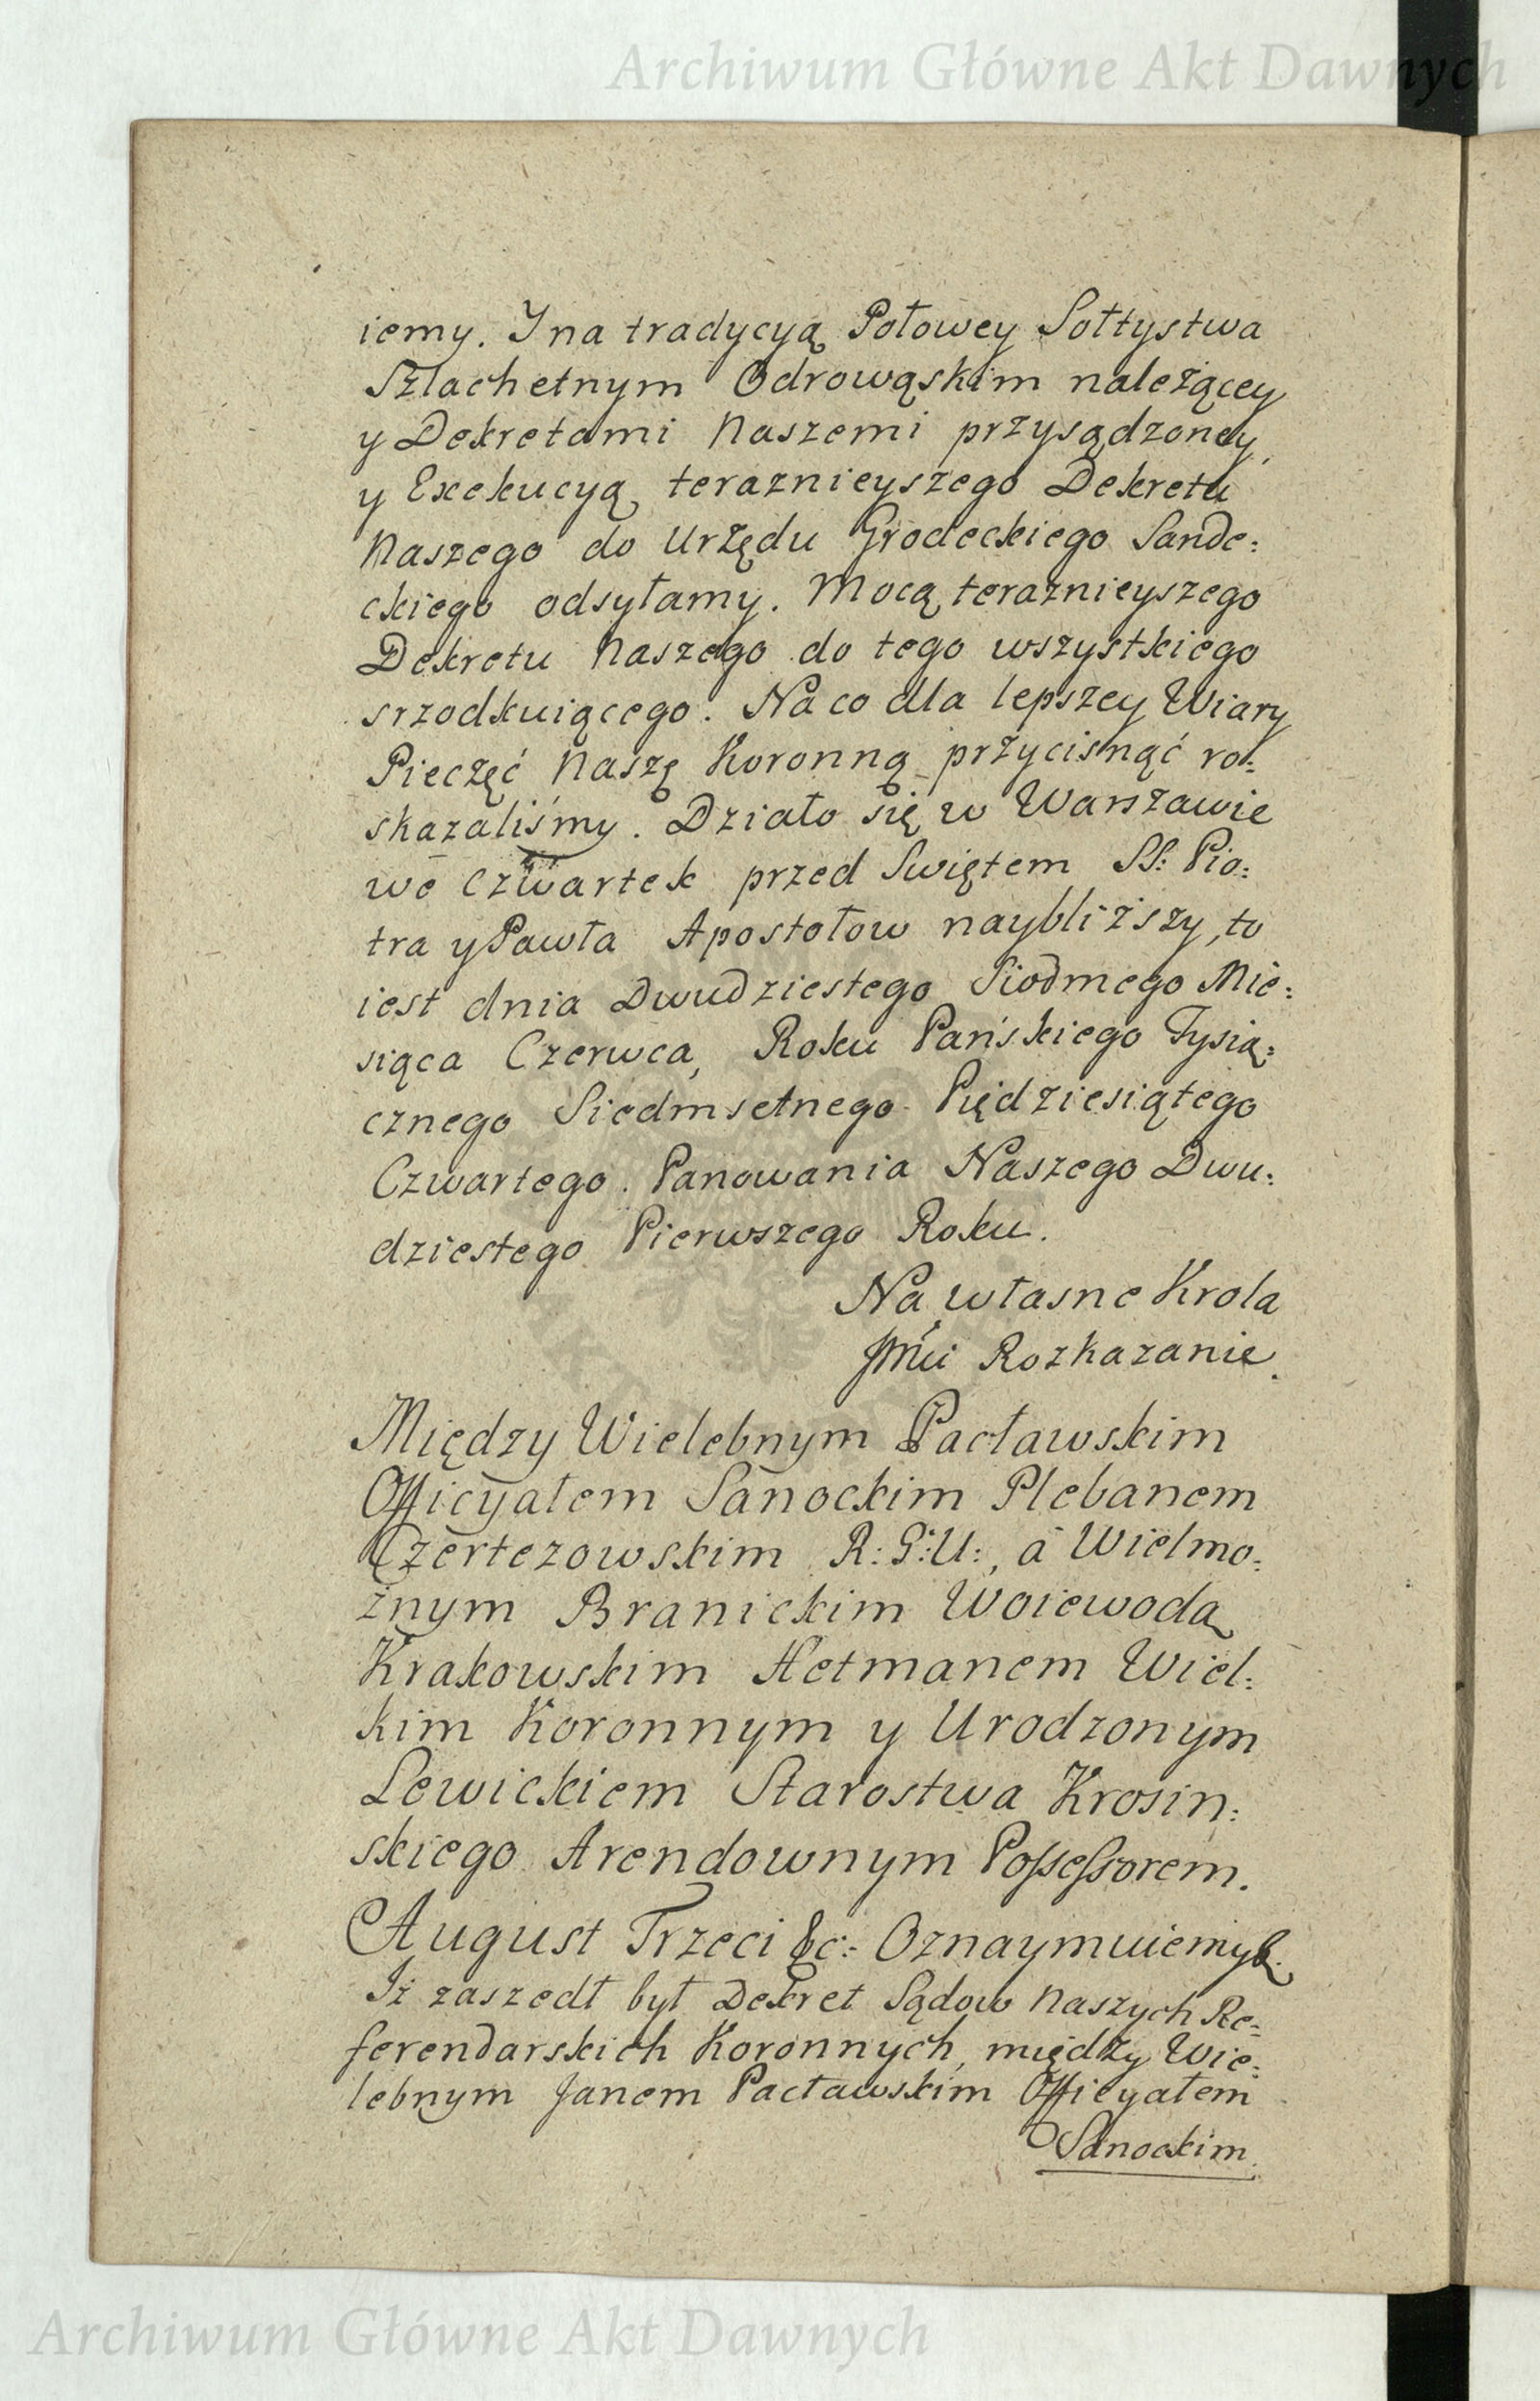 Archiwum Główne Akt Dawnych
iemy. Y na tradycyą Połowey Sołtystwa
Szlachetnym Odrowąskim należącey
y Dekretami Naszemi przysądzoney,
y Exekucyą teraznieyszego Dekretu
Naszego do Urzędu Grodeckiego Sande:
ckiego odsyłamy. Mocą teraznieyszego
Dekretu Naszego do tego wszystkiego
srzodkuiącego. Na co dla lepszey Wiary
Pieczęć Naszę Koronną przycisnąć ro:
skazaliśmy. Działo się w Warszawie
we Czwartek przed Swiętem SS: Pio:
tra y Pawła Apostołow naybliższy, to
iest dnia Dwudziestego Siodmego Mie:
siąca Czerwca, Roku Pańskiego Tysią:
cznego Siedmsetnego Piędziesiątego
Czwartego. Panowania Naszego Dwu:
dziestego Pierwszego Roku.
Na własne Krola
Jmći Rozkazanie.
Między Wielebnym Pacławskim
Officyałem Sanockim Plebanem
Czertezowskim R: G: U:, á Wielmo:
żnym Branickim Woiewodą
Krakowskim Hetmanem Wiel:
kim Koronnym y Urodzonym
Lewickiem Starostwa Krosin:
skiego Arendownym Possessorem.
August Trzeci &c: Oznaymuiemy &.
Iż zaszedł był Dekret Sądow Naszych Re:
ferendarskich Koronnych, między Wie:
lebnym Janem Pacławskim Officyałem
Sanockim.
Archiwum Główne Akt Dawnych